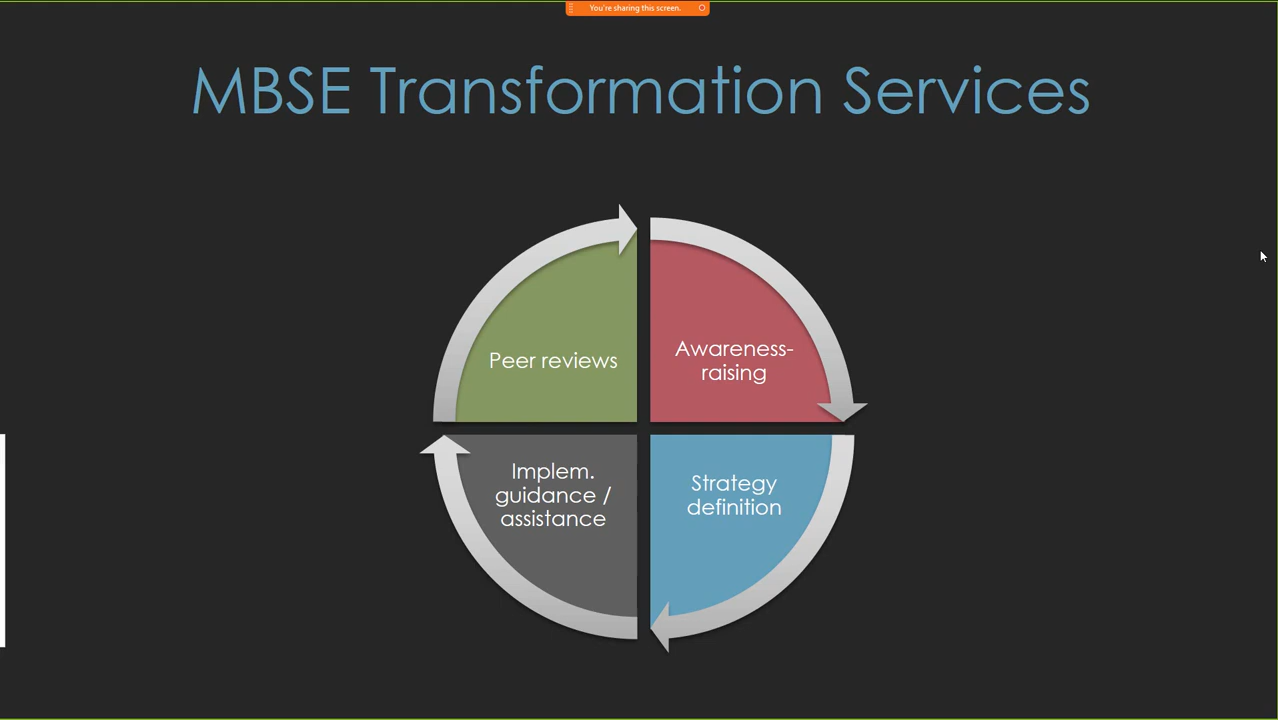 You're sharing this screen.
MBSE Transformation Services
Peer reviews
Awareness-
raising
Implem.
guidance /
assistance
Strategy
definition